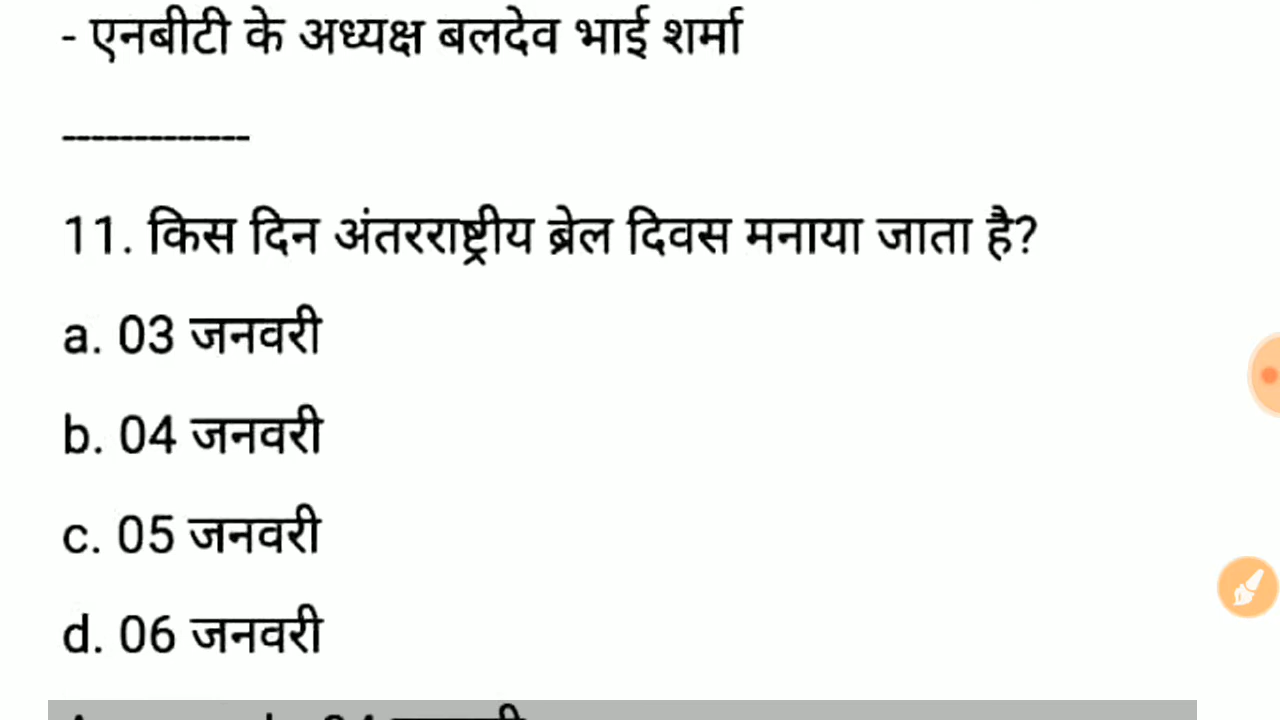 - एनबीटी के अध्यक्ष बलदेव भाई शर्मा
-------------
11. किस दिन अंतरराष्ट्रीय ब्रेल दिवस मनाया जाता है?
a. 03 जनवरी
b. 04 जनवरी
c. 05 जनवरी
d. 06 जनवरी